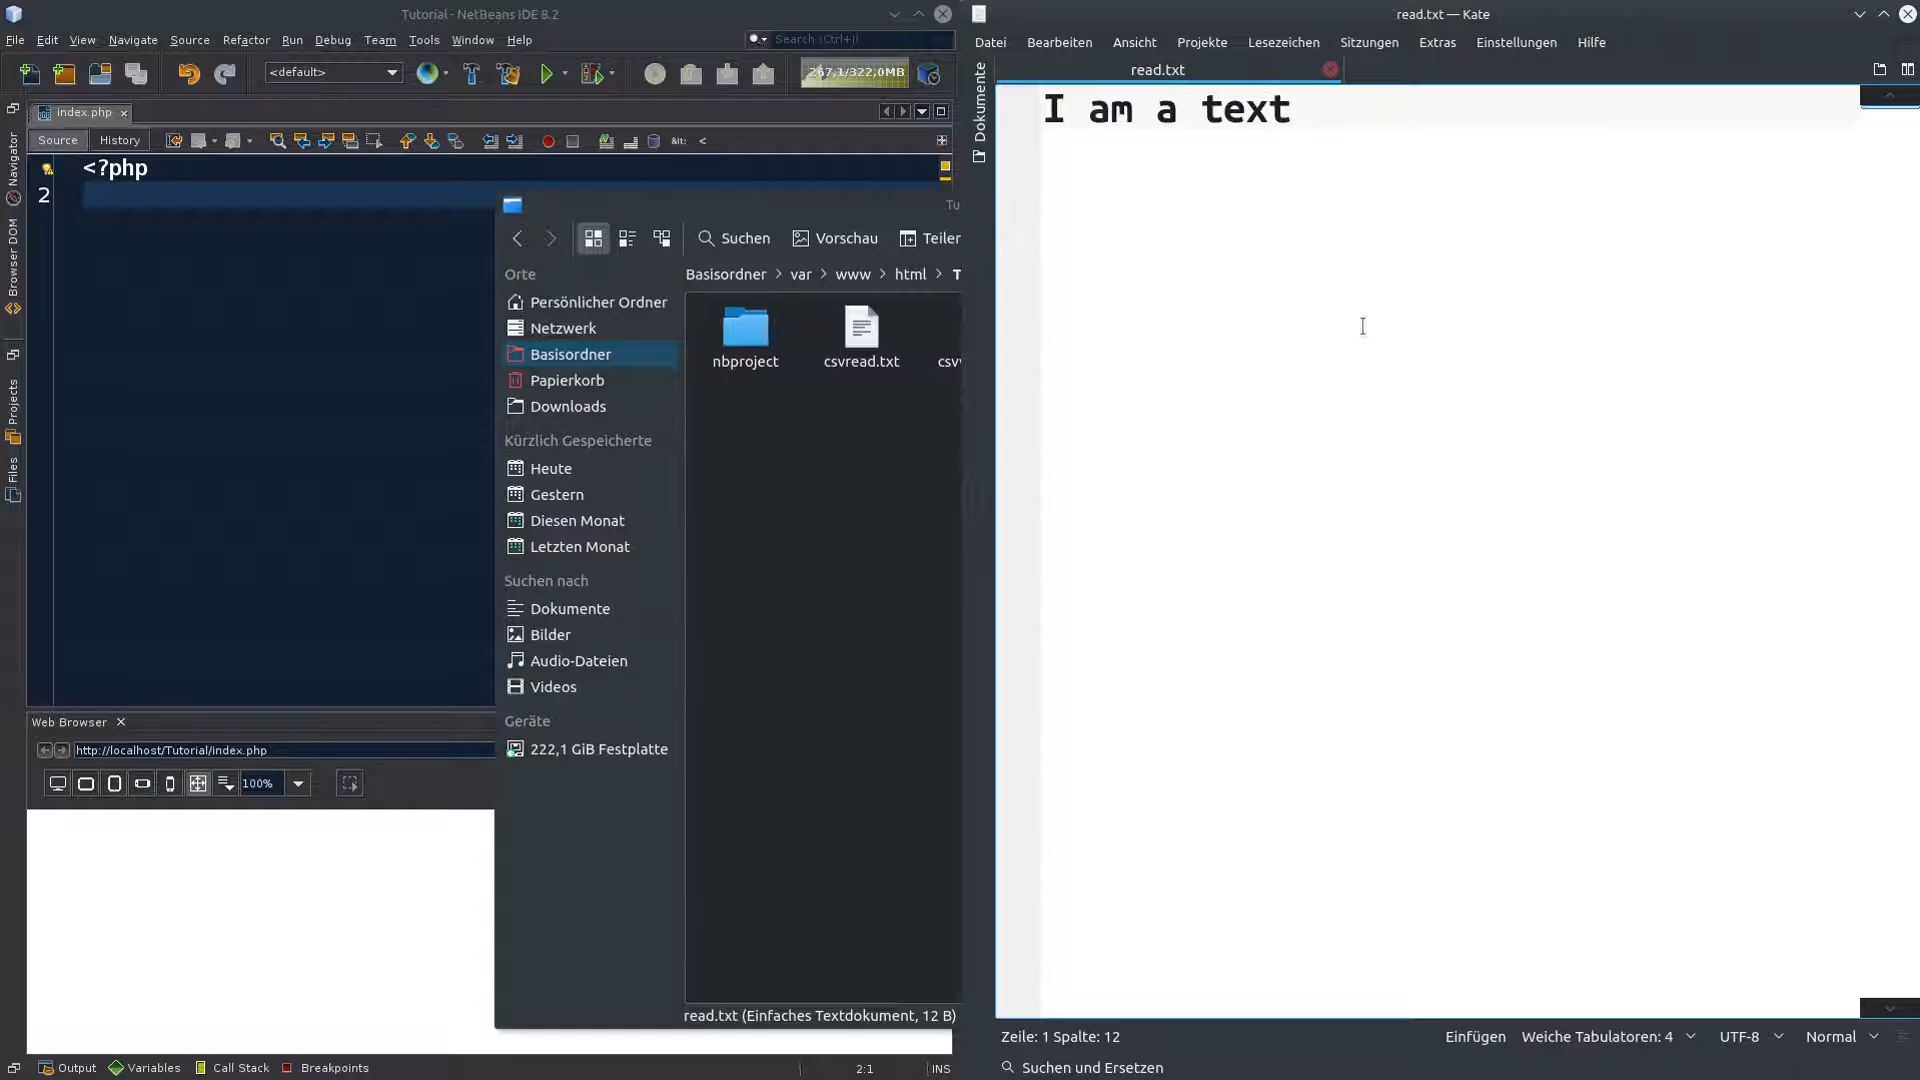 Tutorial - NetBeans IDE 8.2
File Edit View Navigate Source Refactor Run Debug Team Tools Window Help
Search (Ctrl+I)
<default>
267,1/322,0MB
index.php
Source History
<?php
2
Navigator
Browser DOM
Projects
Files
Suchen Vorschau Teilen
Basisordner > var > www > html > T
Orte
Persönlicher Ordner
Netzwerk
Basisordner
Papierkorb
Downloads
Kürzlich Gespeicherte
Heute
Gestern
Diesen Monat
Letzten Monat
Suchen nach
Dokumente
Bilder
Audio-Dateien
Videos
Geräte
222,1 GiB Festplatte
nbproject
csvread.txt
read.txt (Einfaches Textdokument, 12 B)
Web Browser
http://localhost/Tutorial/index.php
100%
Output Variables Call Stack Breakpoints
2:1 INS
read.txt — Kate
Datei Bearbeiten Ansicht Projekte Lesezeichen Sitzungen Extras Einstellungen Hilfe
read.txt
Dokumente
I am a text
Zeile: 1 Spalte: 12
Einfügen Weiche Tabulatoren: 4 UTF-8 Normal
Suchen und Ersetzen